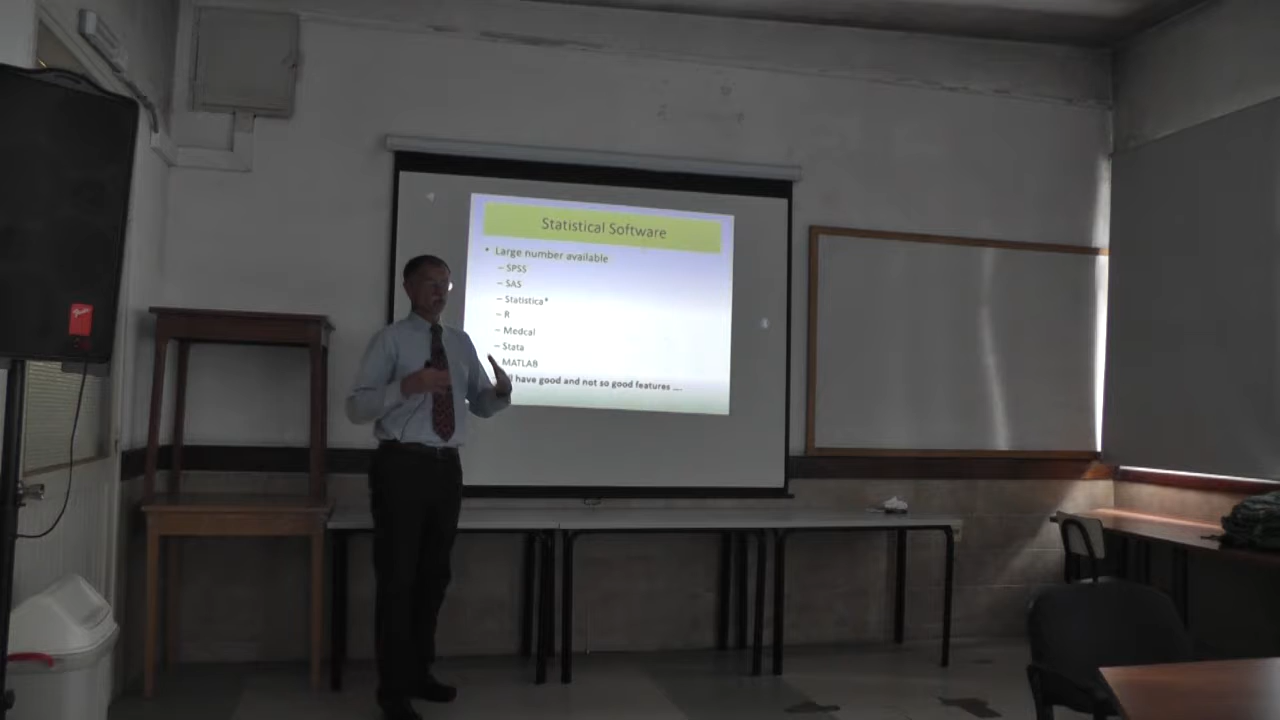 Statistical Software
• Large number available
– SPSS
– SAS
– Statistica*
– R
– Medcal
– Stata
MATLAB
have good and not so good features ....